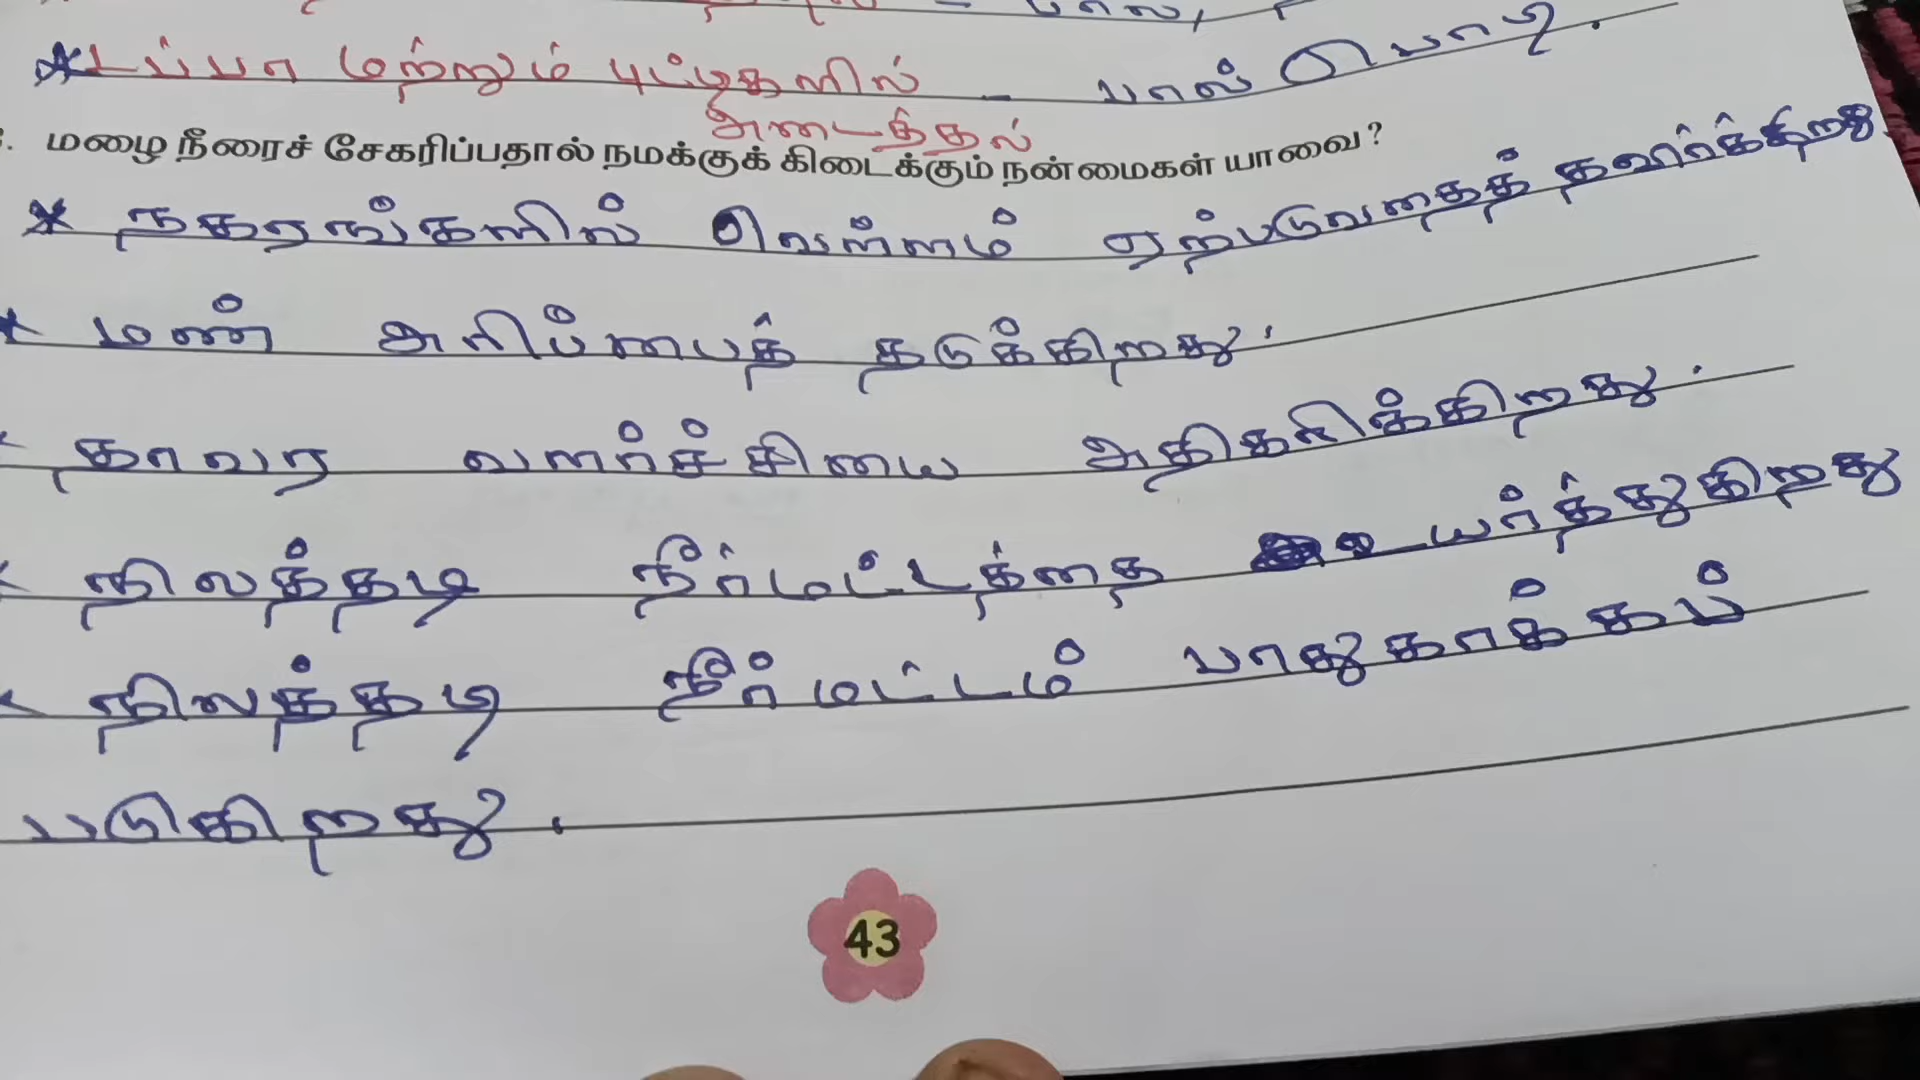 * டப்பா மற்றும் புட்டிகளில் - பால் பொடி.
அடைத்தல்
மழை நீரைச் சேகரிப்பதால் நமக்குக் கிடைக்கும் நன்மைகள் யாவை?
* நகரங்களில் வெள்ளம் ஏற்படுவதைத் தவிர்க்கிறது.
* மண் அரிப்பைத் தடுக்கிறது.
தாவர வளர்ச்சியை அதிகரிக்கிறது.
நிலத்தடி நீர்மட்டத்தை உயர்த்துகிறது
நிலத்தடி நீர் மட்டம் பாதுகாக்கப்
படுகிறது.
43